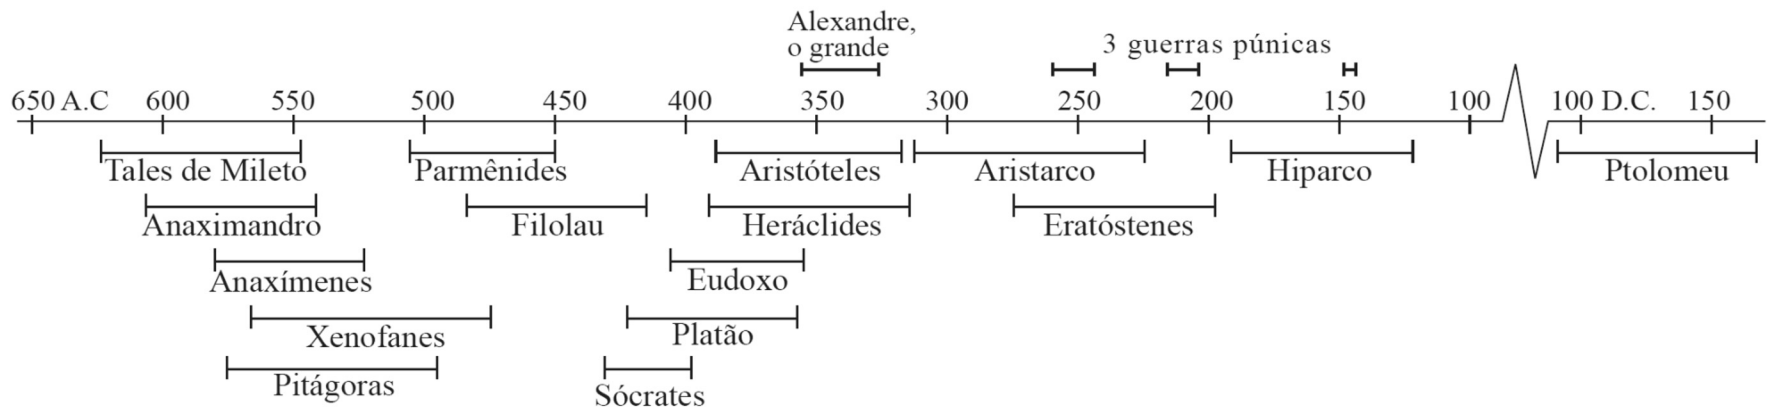 Alexandre,
o grande
3 guerras púnicas
650 A.C 600 550 500 450 400 350 300 250 200 150 100 100 D.C. 150
Tales de Mileto Parmênides Aristóteles Aristarco Hiparco Ptolomeu
Anaximandro Filolau Heráclides Eratóstenes
Anaxímenes Eudoxo
Xenofanes Platão
Pitágoras Sócrates